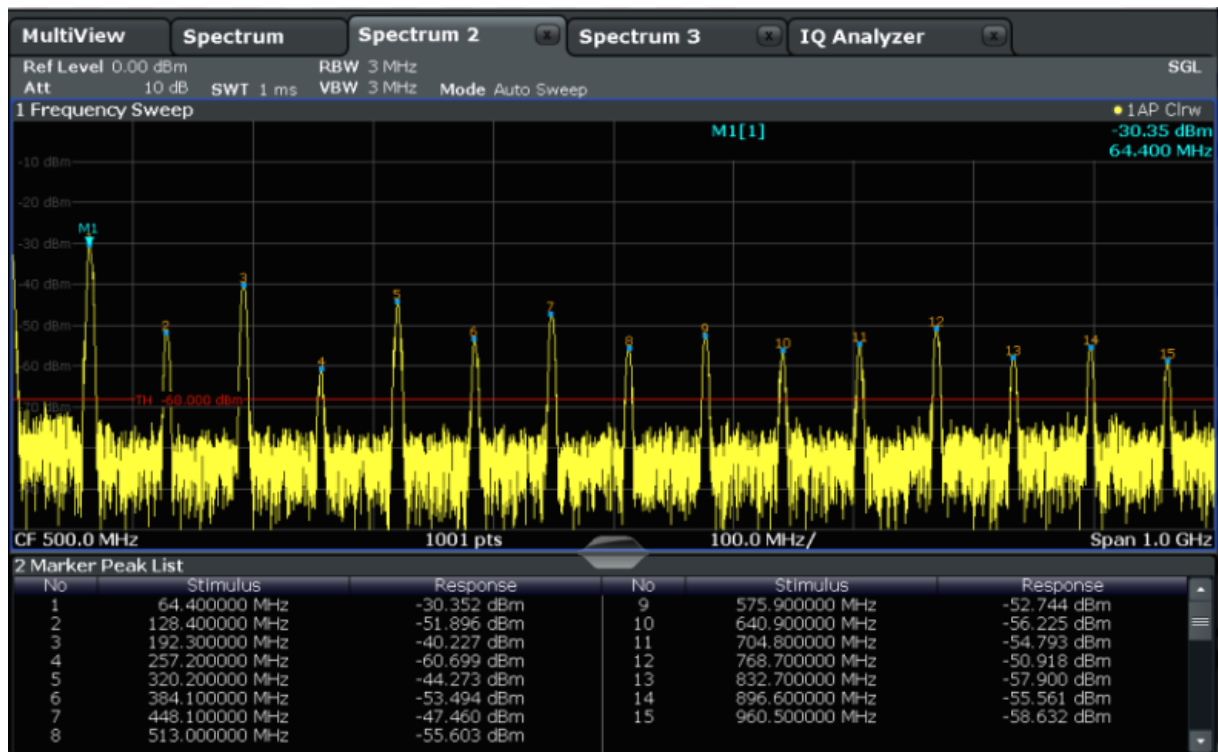 MultiView Spectrum Spectrum 2 x Spectrum 3 x IQ Analyzer x
Ref Level 0.00 dBm RBW 3 MHz SGL
Att 10 dB SWT 1 ms VBW 3 MHz Mode Auto Sweep
1 Frequency Sweep 1AP Clrw
M1[1] -30.35 dBm
64.400 MHz
-10 dBm
-20 dBm
M1
1
-30 dBm
3
-40 dBm
5
7
-50 dBm
2 6 8 9 10 11 12 13 14 15
4
-60 dBm
TH -68.000 dBm
-70 dBm
CF 500.0 MHz 1001 pts 100.0 MHz/ Span 1.0 GHz
2 Marker Peak List
No Stimulus Response No Stimulus Response
1 64.400000 MHz -30.352 dBm 9 575.900000 MHz -52.744 dBm
2 128.400000 MHz -51.896 dBm 10 640.900000 MHz -56.225 dBm
3 192.300000 MHz -40.227 dBm 11 704.800000 MHz -54.793 dBm
4 257.200000 MHz -60.699 dBm 12 768.700000 MHz -50.918 dBm
5 320.200000 MHz -44.273 dBm 13 832.700000 MHz -57.900 dBm
6 384.100000 MHz -53.494 dBm 14 896.600000 MHz -55.561 dBm
7 448.100000 MHz -47.460 dBm 15 960.500000 MHz -58.632 dBm
8 513.000000 MHz -55.603 dBm